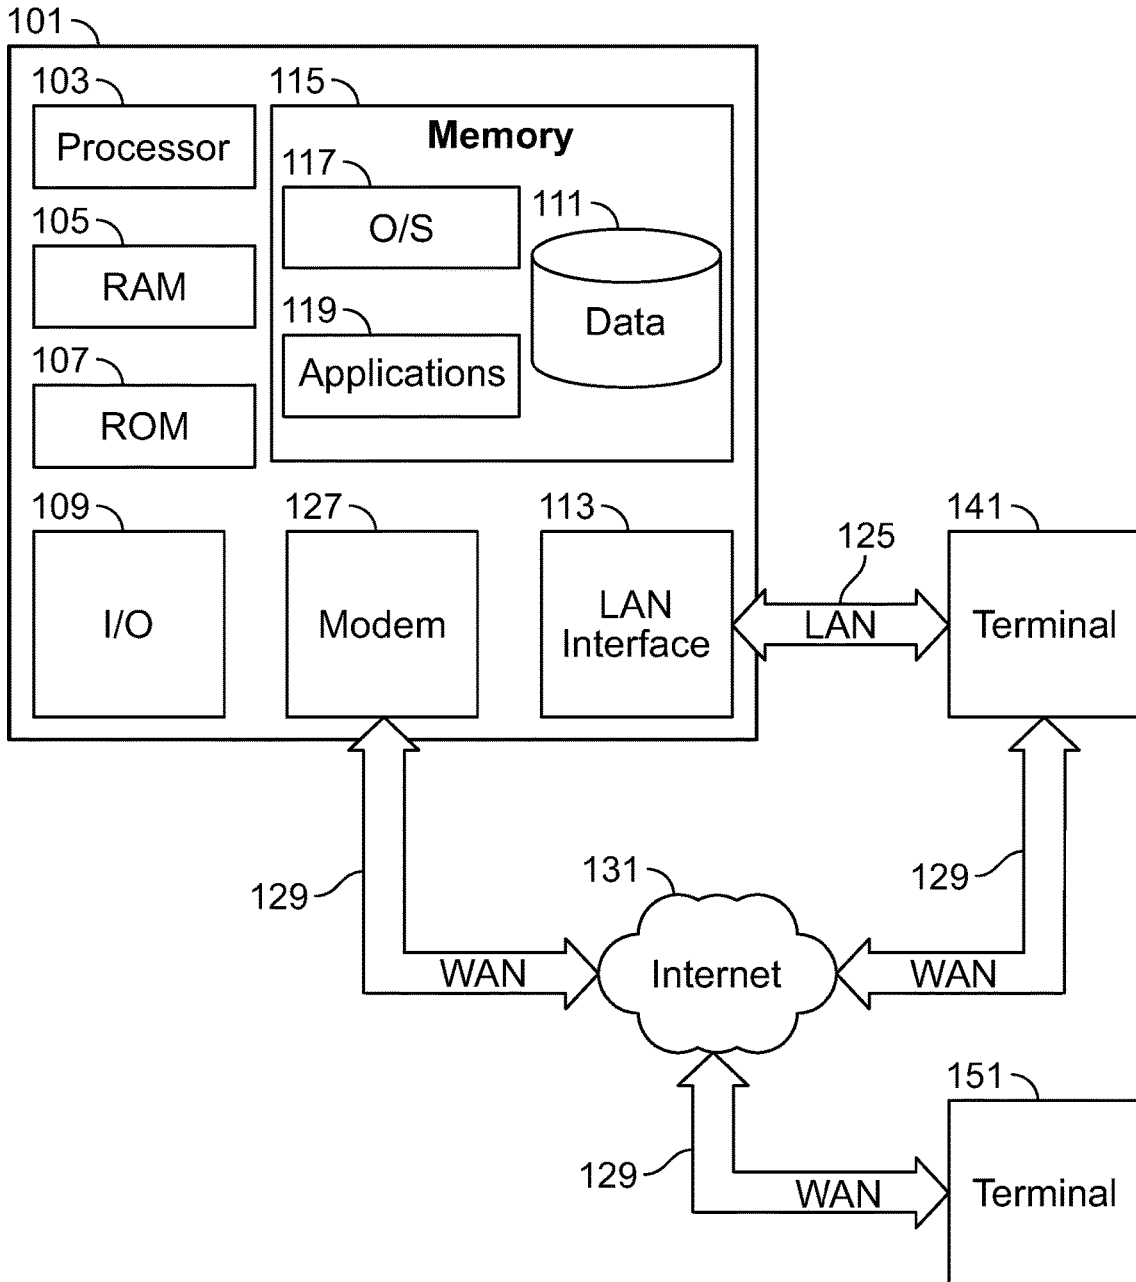 101
103
Processor
115
Memory
117
O/S
111
Data
105
RAM
119
Applications
107
ROM
109
I/O
127
Modem
113
LAN
Interface
125
LAN
141
Terminal
129
WAN
131
Internet
129
WAN
129
WAN
151
Terminal